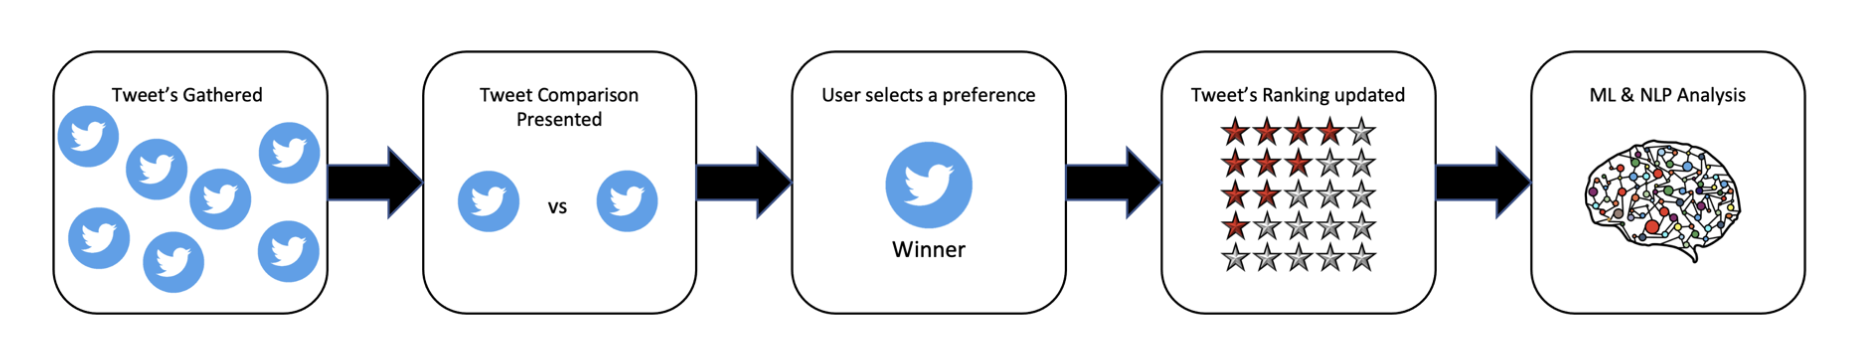 Tweet's Gathered
Tweet Comparison
Presented
vs
User selects a preference
Winner
Tweet's Ranking updated
ML & NLP Analysis